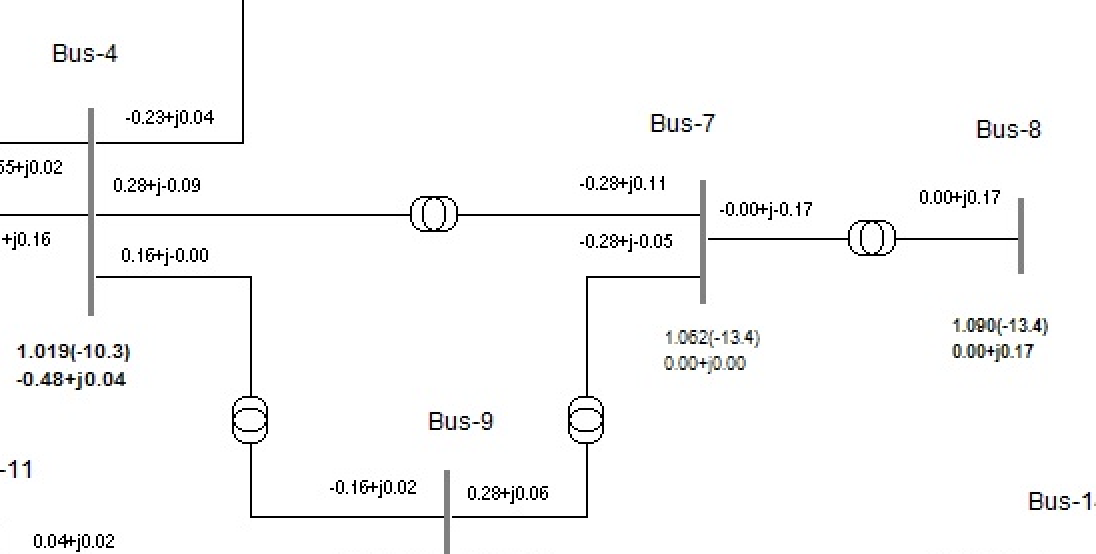 Bus-4
-0.23+j0.04
Bus-7
Bus-8
55+j0.02
0.28+j-0.09
-0.28+j0.11
-0.00+j-0.17
0.00+j0.17
+j0.16
0.16+j-0.00
-0.28+j-0.05
1.019(-10.3)
-0.48+j0.04
1.062(-13.4)
0.00+j0.00
1.090(-13.4)
0.00+j0.17
Bus-9
-11
-0.16+j0.02
0.28+j0.06
Bus-1
0.04+j0.02